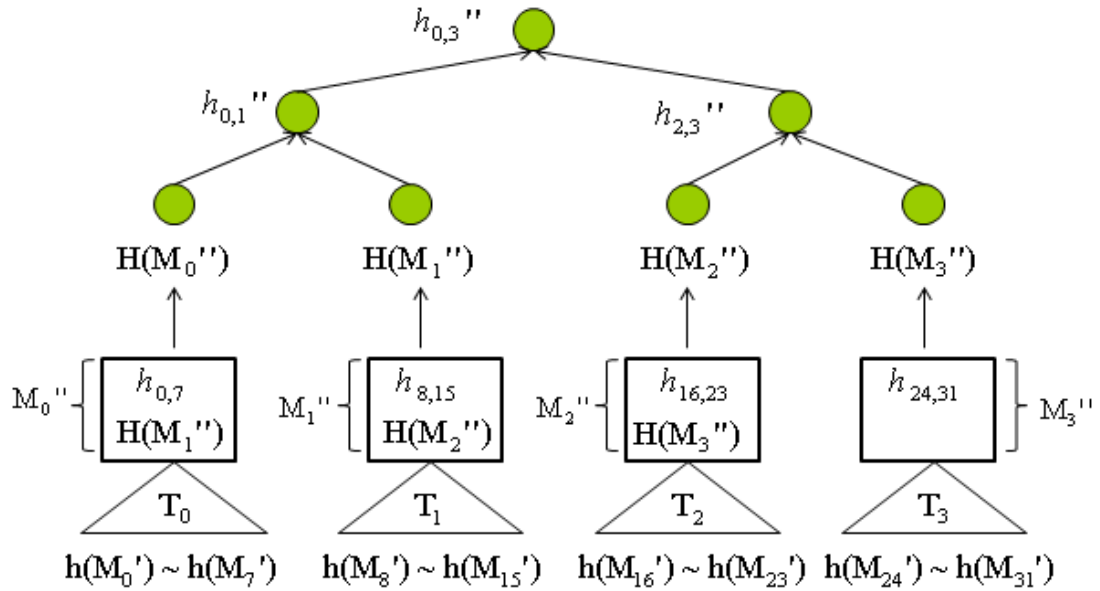 h₀,₃''
h₀,₁'' h₂,₃''
H(M₀'') H(M₁'') H(M₂'') H(M₃'')
M₀'' h₀,₇ M₁'' h₈,₁₅ M₂'' h₁₆,₂₃ h₂₄,₃₁ M₃''
H(M₁'') H(M₂'') H(M₃'')
T₀ T₁ T₂ T₃
h(M₀') ~ h(M₇') h(M₈') ~ h(M₁₅') h(M₁₆') ~ h(M₂₃') h(M₂₄') ~ h(M₃₁')